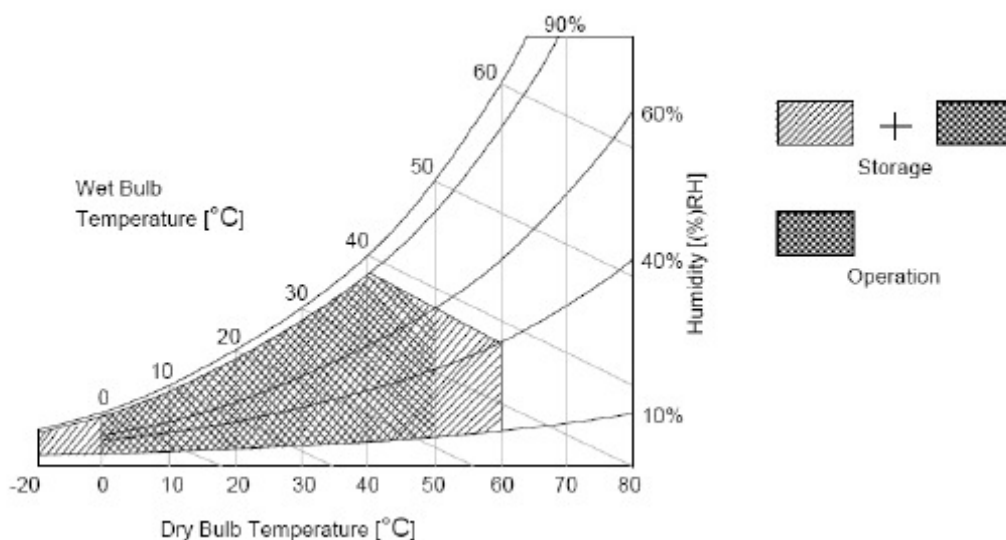 90%
60
60%
50
Wet Bulb
Temperature [°C]
40
40%
30
20
10
0
10%
-20 0 10 20 30 40 50 60 70 80
Dry Bulb Temperature [°C]
Humidity [(%)RH]
+
Storage
Operation